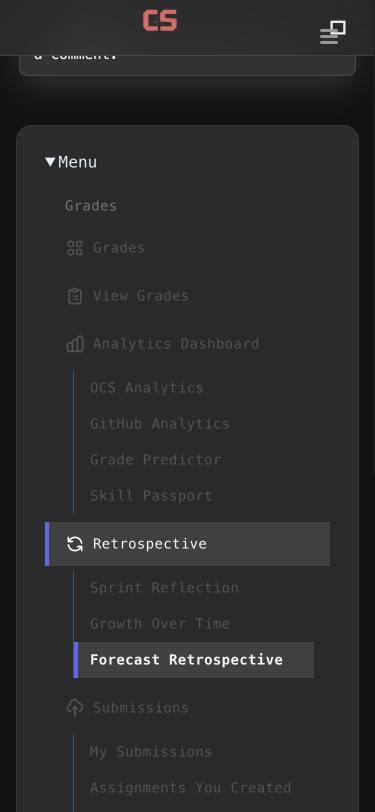 CS
a comment.
▼Menu
Grades
Grades
View Grades
Analytics Dashboard
OCS Analytics
GitHub Analytics
Grade Predictor
Skill Passport
Retrospective
Sprint Reflection
Growth Over Time
Forecast Retrospective
Submissions
My Submissions
Assignments You Created